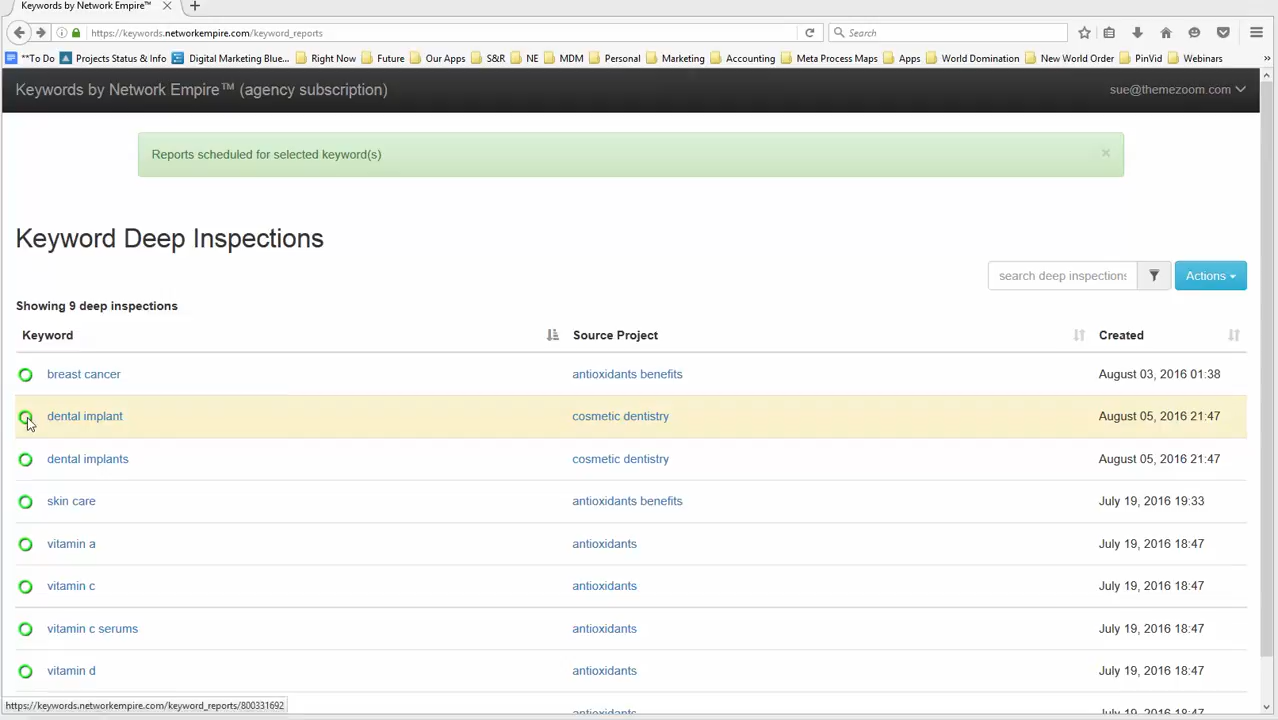 Keywords by Network Empire™
https://keywords.networkempire.com/keyword_reports
Search
**To Do
Projects Status & Info
Digital Marketing Blue...
Right Now
Future
Our Apps
S&R
NE
MDM
Personal
Marketing
Accounting
Meta Process Maps
Apps
World Domination
New World Order
PinVid
Webinars
Keywords by Network Empire™ (agency subscription)
sue@themezoom.com
Reports scheduled for selected keyword(s)
Keyword Deep Inspections
search deep inspections
Actions
Showing 9 deep inspections
Keyword Source Project Created
breast cancer antioxidants benefits August 03, 2016 01:38
dental implant cosmetic dentistry August 05, 2016 21:47
dental implants cosmetic dentistry August 05, 2016 21:47
skin care antioxidants benefits July 19, 2016 19:33
vitamin a antioxidants July 19, 2016 18:47
vitamin c antioxidants July 19, 2016 18:47
vitamin c serums antioxidants July 19, 2016 18:47
vitamin d antioxidants July 19, 2016 18:47
antioxidants July 19, 2016 18:47
https://keywords.networkempire.com/keyword_reports/800331692